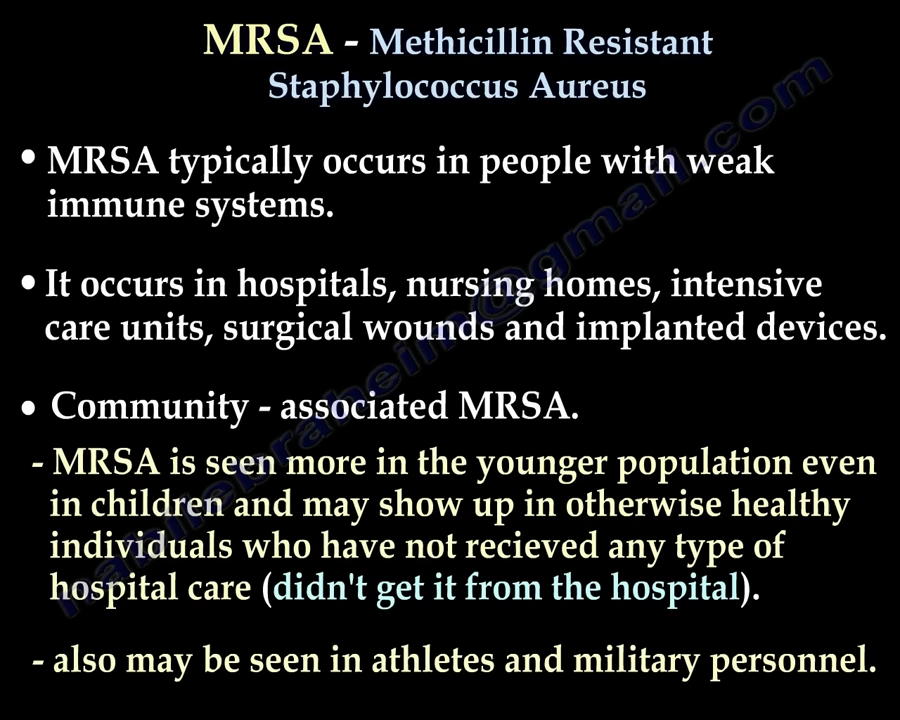 MRSA - Methicillin Resistant
Staphylococcus Aureus
• MRSA typically occurs in people with weak
immune systems.
• It occurs in hospitals, nursing homes, intensive
care units, surgical wounds and implanted devices.
• Community - associated MRSA.
- MRSA is seen more in the younger population even
in children and may show up in otherwise healthy
individuals who have not recieved any type of
hospital care (didn't get it from the hospital).
- also may be seen in athletes and military personnel.
nabilebraheim@gmail.com